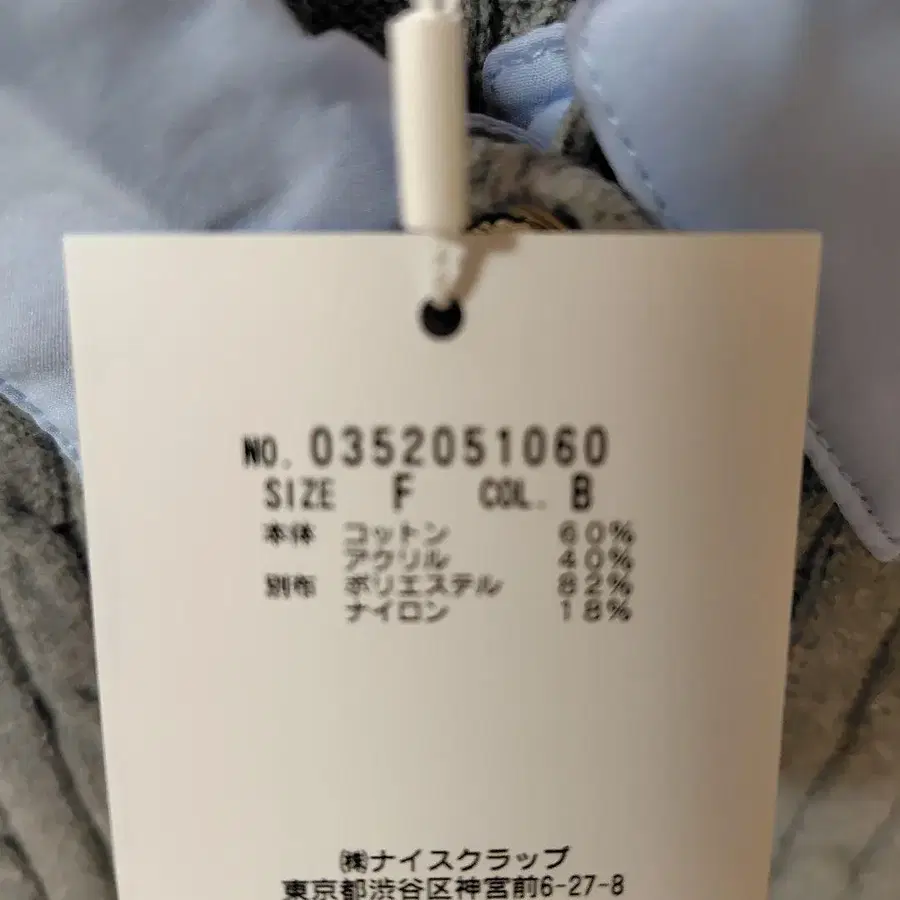 NO. 0352051060
SIZE F COL. B
本体 コットン 60%
アクリル 40%
別布 ポリエステル 82%
ナイロン 18%
㈱ナイスクラップ
東京都渋谷区神宮前6-27-8